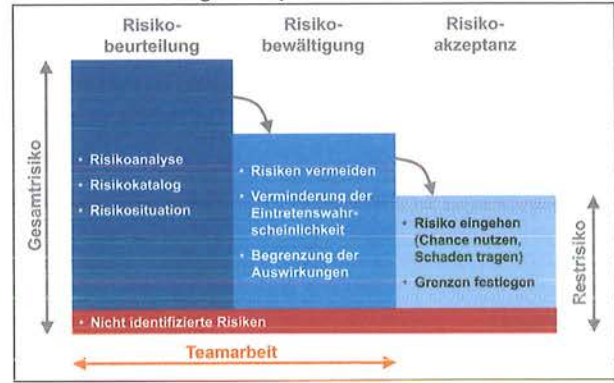 Risiko-
beurteilung
Risiko-
bewältigung
Risiko-
akzeptanz
Gesamtrisiko
• Risikoanalyse
• Risikokatalog
• Risikosituation
• Risiken vermeiden
• Verminderung der
Eintretenswahr-
scheinlichkeit
• Begrenzung der
Auswirkungen
• Risiko eingehen
(Chance nutzen,
Schaden tragen)
• Grenzen festlegen
Restrisiko
• Nicht identifizierte Risiken
Teamarbeit